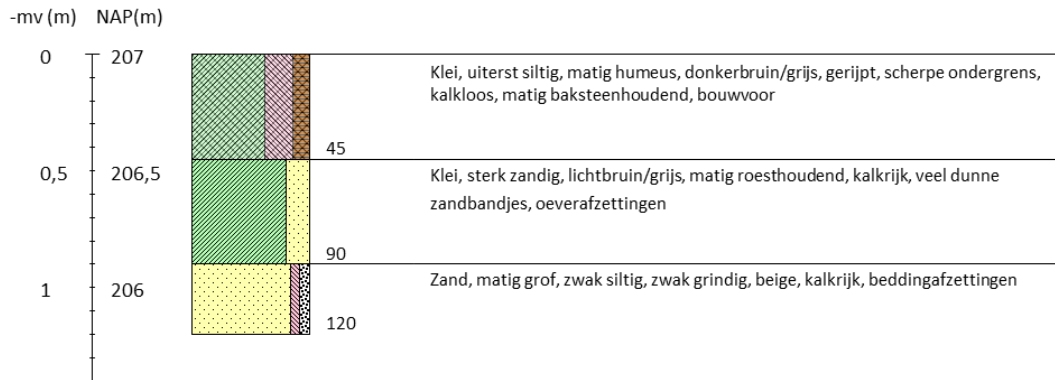 -mv (m) NAP(m)
0 207
Klei, uiterst siltig, matig humeus, donkerbruin/grijs, gerijpt, scherpe ondergrens,
kalkloos, matig baksteenhoudend, bouwvoor
45
0,5 206,5
Klei, sterk zandig, lichtbruin/grijs, matig roesthoudend, kalkrijk, veel dunne
zandbandjes, oeverafzettingen
90
Zand, matig grof, zwak siltig, zwak grindig, beige, kalkrijk, beddingafzettingen
1 206
120